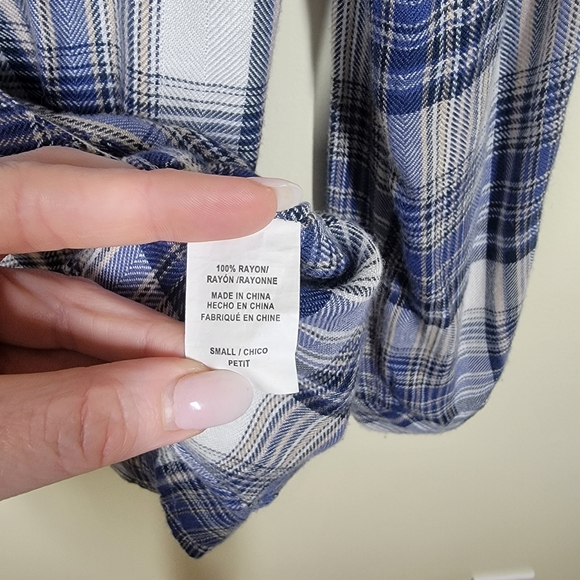 100% RAYON/
RAYÓN /RAYONNE
MADE IN CHINA
HECHO EN CHINA
FABRIQUÉ EN CHINE
SMALL / CHICO
PETIT